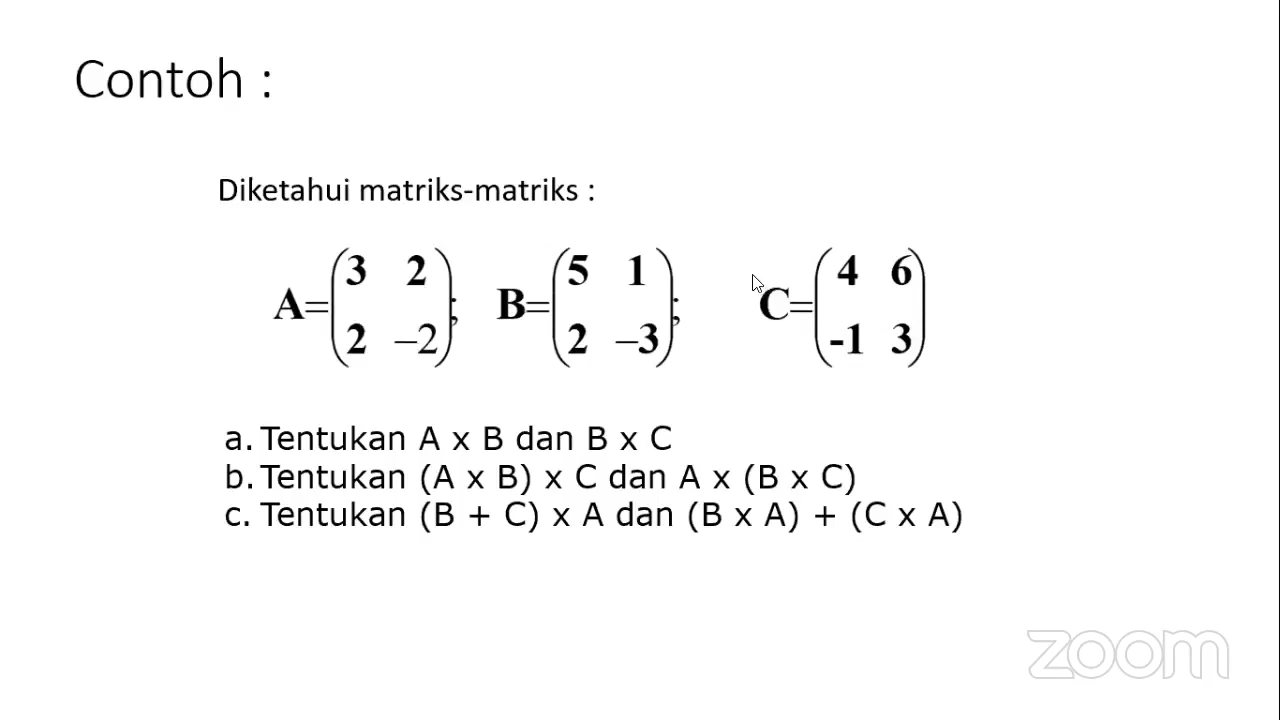 Contoh :
Diketahui matriks-matriks :
A=(3 2
2 –2); B=(5 1
2 –3); C=(4 6
-1 3)
a. Tentukan A x B dan B x C
b. Tentukan (A x B) x C dan A x (B x C)
c. Tentukan (B + C) x A dan (B x A) + (C x A)
zoom